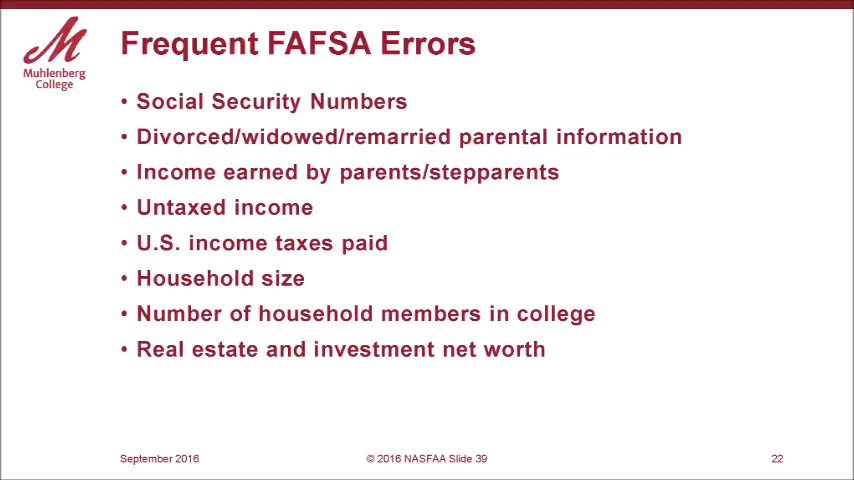 Muhlenberg
College
Frequent FAFSA Errors
• Social Security Numbers
• Divorced/widowed/remarried parental information
• Income earned by parents/stepparents
• Untaxed income
• U.S. income taxes paid
• Household size
• Number of household members in college
• Real estate and investment net worth
September 2016
© 2016 NASFAA Slide 39
22